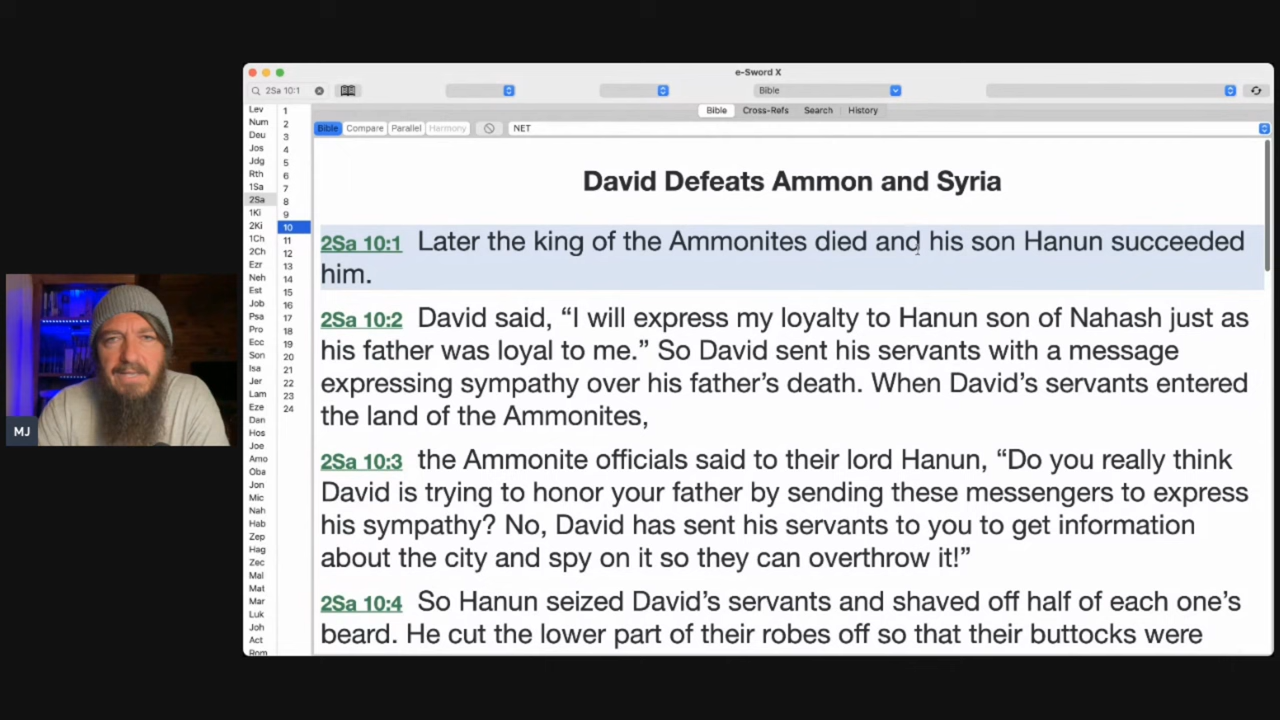 e-Sword X
2Sa 10:1
Bible
Bible Cross-Refs Search History
Bible Compare Parallel Harmony NET
Lev
Num
Deu
Jos
Jdg
Rth
1Sa
2Sa
1Ki
2Ki
1Ch
2Ch
Ezr
Neh
Est
Job
Psa
Pro
Ecc
Son
Isa
Jer
Lam
Eze
Dan
Hos
Joe
Amo
Oba
Jon
Mic
Nah
Hab
Zep
Hag
Zec
Mal
Mat
Mar
Luk
Joh
Act
Rom
1
2
3
4
5
6
7
8
9
10
11
12
13
14
15
16
17
18
19
20
21
22
23
24
David Defeats Ammon and Syria
2Sa 10:1 Later the king of the Ammonites died and his son Hanun succeeded
him.
2Sa 10:2 David said, “I will express my loyalty to Hanun son of Nahash just as
his father was loyal to me.” So David sent his servants with a message
expressing sympathy over his father’s death. When David’s servants entered
the land of the Ammonites,
2Sa 10:3 the Ammonite officials said to their lord Hanun, “Do you really think
David is trying to honor your father by sending these messengers to express
his sympathy? No, David has sent his servants to you to get information
about the city and spy on it so they can overthrow it!”
2Sa 10:4 So Hanun seized David’s servants and shaved off half of each one’s
beard. He cut the lower part of their robes off so that their buttocks were
MJ